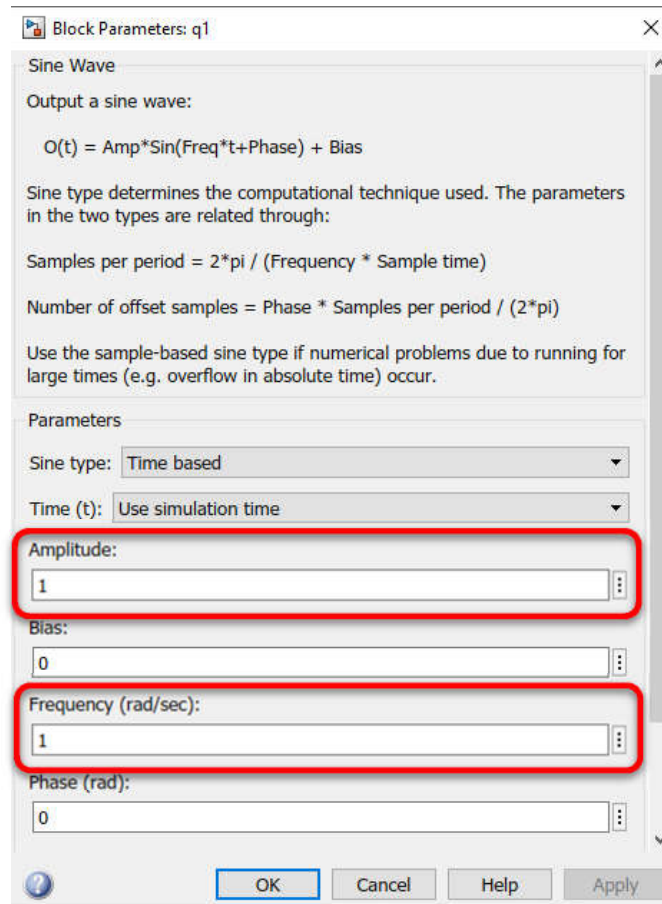 Block Parameters: q1
Sine Wave
Output a sine wave:
O(t) = Amp*Sin(Freq*t+Phase) + Bias
Sine type determines the computational technique used. The parameters
in the two types are related through:
Samples per period = 2*pi / (Frequency * Sample time)
Number of offset samples = Phase * Samples per period / (2*pi)
Use the sample-based sine type if numerical problems due to running for
large times (e.g. overflow in absolute time) occur.
Parameters
Sine type: Time based
Time (t): Use simulation time
Amplitude:
1
Bias:
0
Frequency (rad/sec):
1
Phase (rad):
0
OK Cancel Help Apply